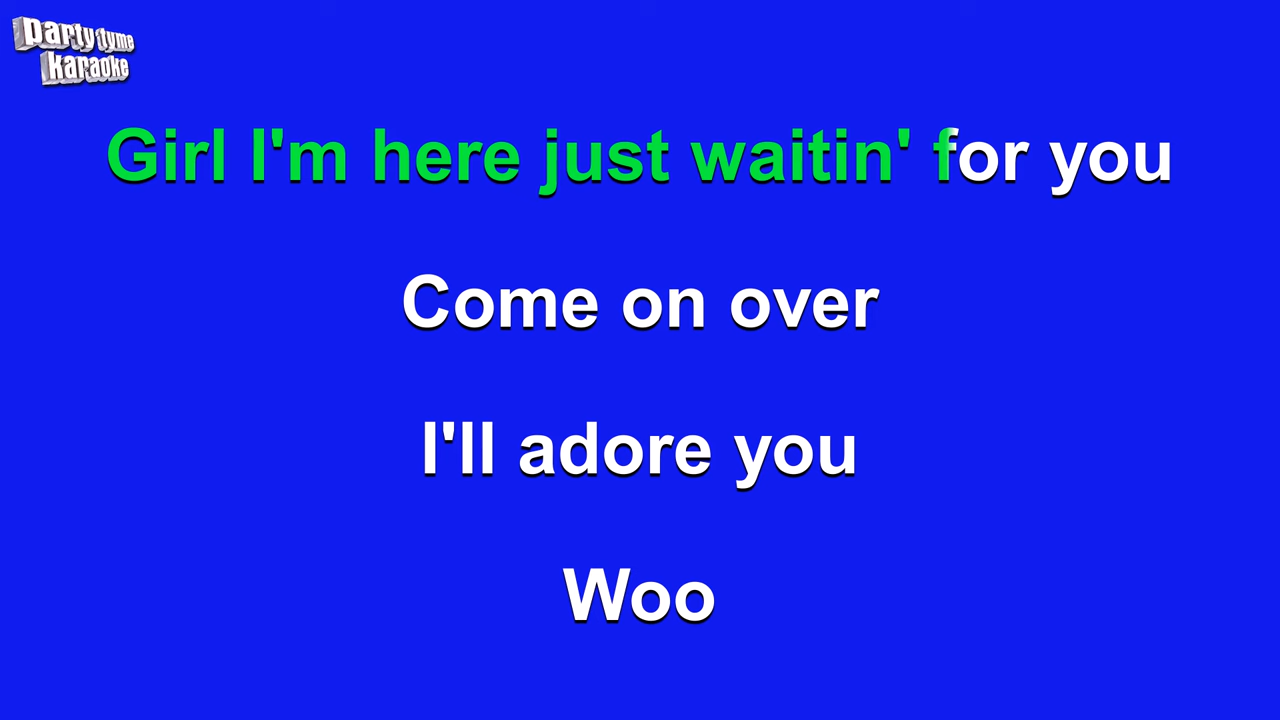 party tyme
karaoke
Girl I'm here just waitin' for you
Come on over
I'll adore you
Woo